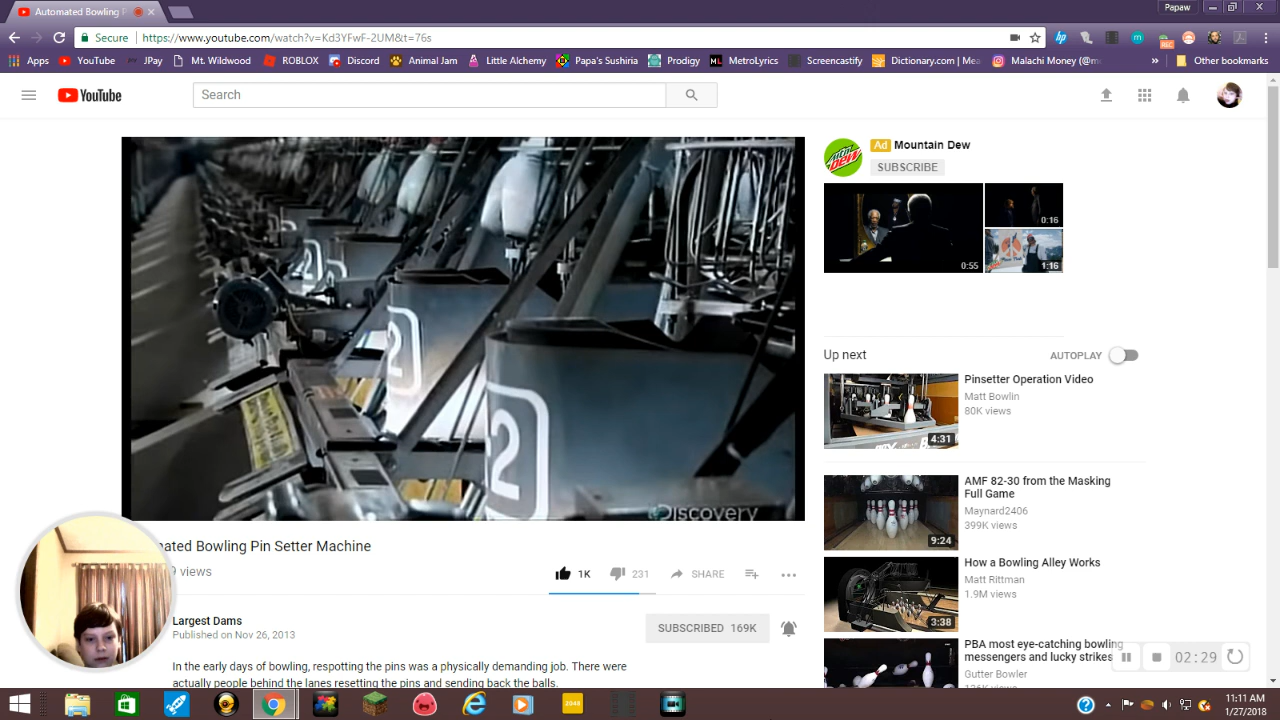 Automated Bowling P
Papaw
Secure https://www.youtube.com/watch?v=Kd3YFwF-2UM&t=76s
Apps YouTube JPay Mt. Wildwood ROBLOX Discord Animal Jam Little Alchemy Papa's Sushiria Prodigy MetroLyrics Screencastify Dictionary.com | Mea Malachi Money (@me » Other bookmarks
REC
YouTube
Search
Ad Mountain Dew
SUBSCRIBE
0:16
0:55
1:16
2
2
Discovery
Up next
AUTOPLAY
Pinsetter Operation Video
Matt Bowlin
80K views
4:31
AMF 82-30 from the Masking
Full Game
Maynard2406
399K views
9:24
How a Bowling Alley Works
Matt Rittman
1.9M views
3:38
PBA most eye-catching bowling
messengers and lucky strikes
Gutter Bowler
mated Bowling Pin Setter Machine
9 views
1K 231 SHARE
Largest Dams
Published on Nov 26, 2013
SUBSCRIBED 169K
In the early days of bowling, respotting the pins was a physically demanding job. There were
actually people behind the lanes resetting the pins and sending back the balls.
02:29
2048
11:11 AM
1/27/2018